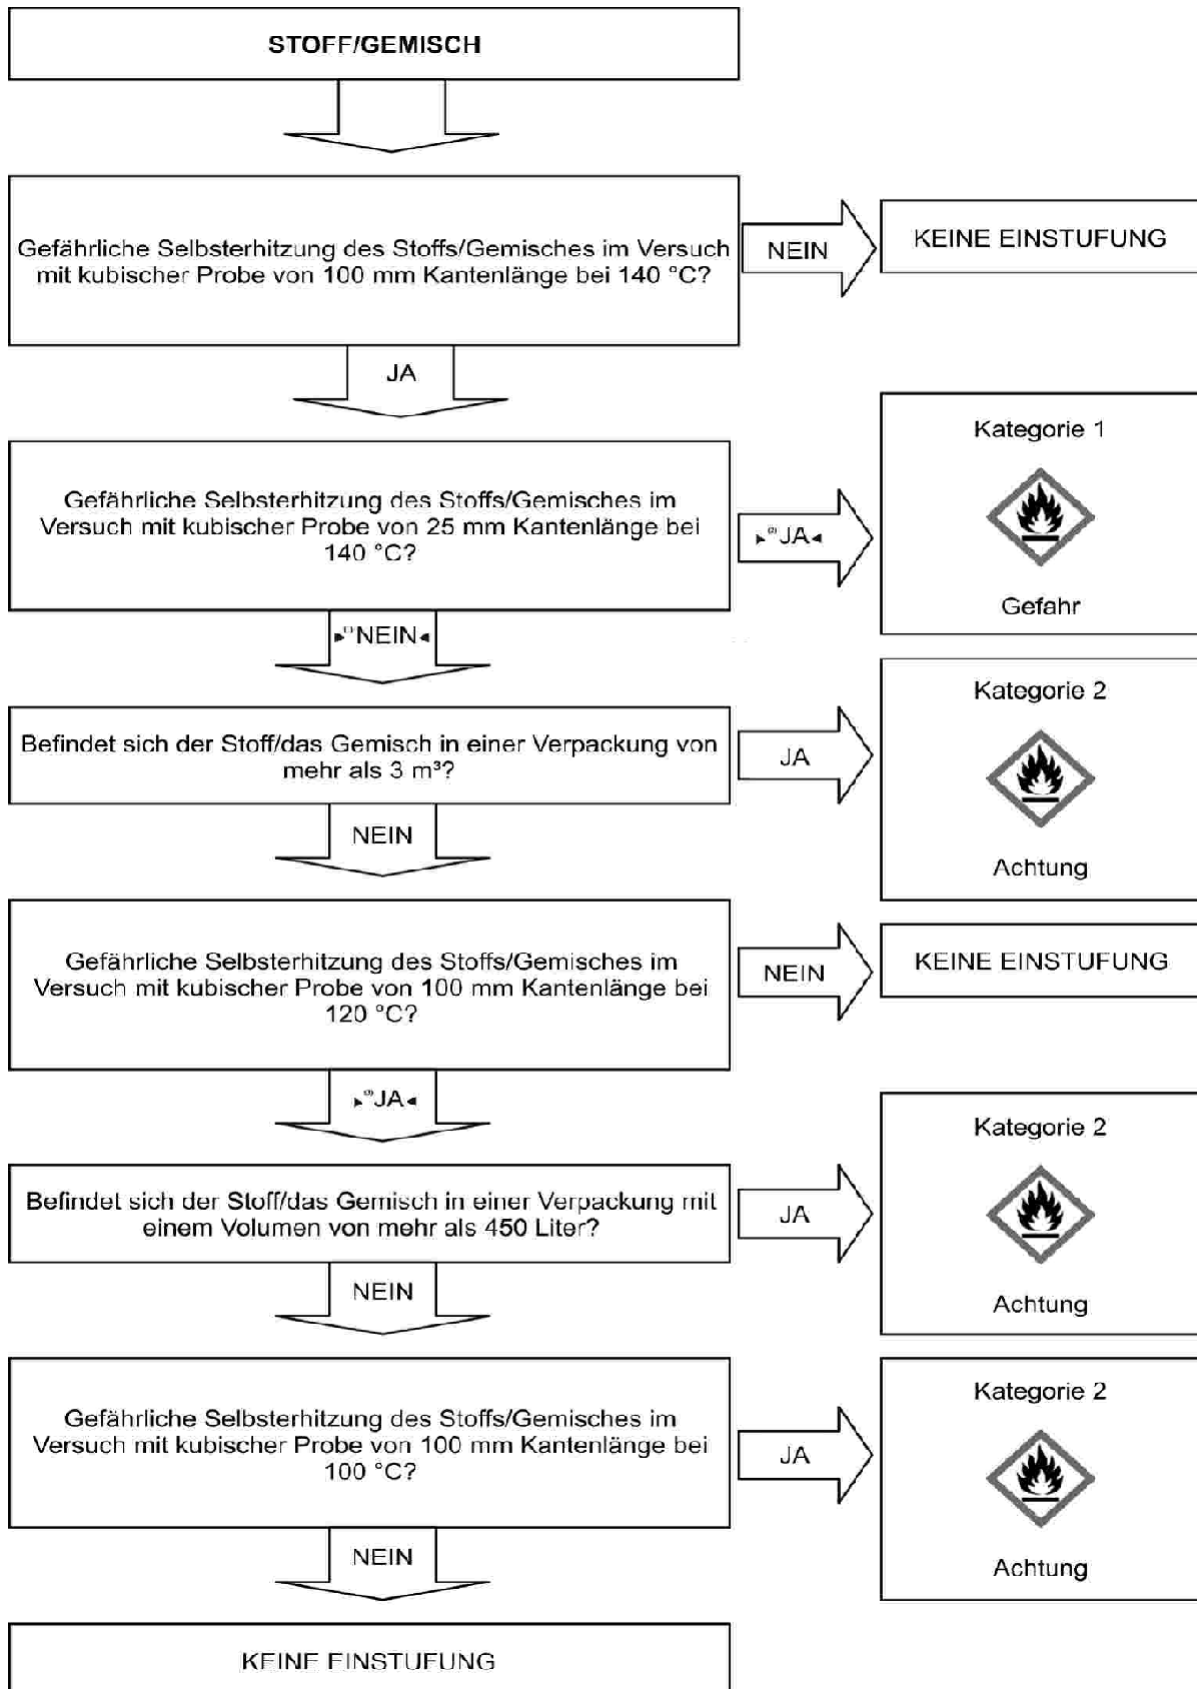 STOFF/GEMISCH
Gefährliche Selbsterhitzung des Stoffs/Gemisches im Versuch
mit kubischer Probe von 100 mm Kantenlänge bei 140 °C?
NEIN
KEINE EINSTUFUNG
JA
Gefährliche Selbsterhitzung des Stoffs/Gemisches im
Versuch mit kubischer Probe von 25 mm Kantenlänge bei
140 °C?
JA
Kategorie 1
Gefahr
NEIN
Befindet sich der Stoff/das Gemisch in einer Verpackung von
mehr als 3 m³?
JA
Kategorie 2
Achtung
NEIN
Gefährliche Selbsterhitzung des Stoffs/Gemisches im
Versuch mit kubischer Probe von 100 mm Kantenlänge bei
120 °C?
NEIN
KEINE EINSTUFUNG
JA
Befindet sich der Stoff/das Gemisch in einer Verpackung mit
einem Volumen von mehr als 450 Liter?
JA
Kategorie 2
Achtung
NEIN
Gefährliche Selbsterhitzung des Stoffs/Gemisches im
Versuch mit kubischer Probe von 100 mm Kantenlänge bei
100 °C?
JA
Kategorie 2
Achtung
NEIN
KEINE EINSTUFUNG